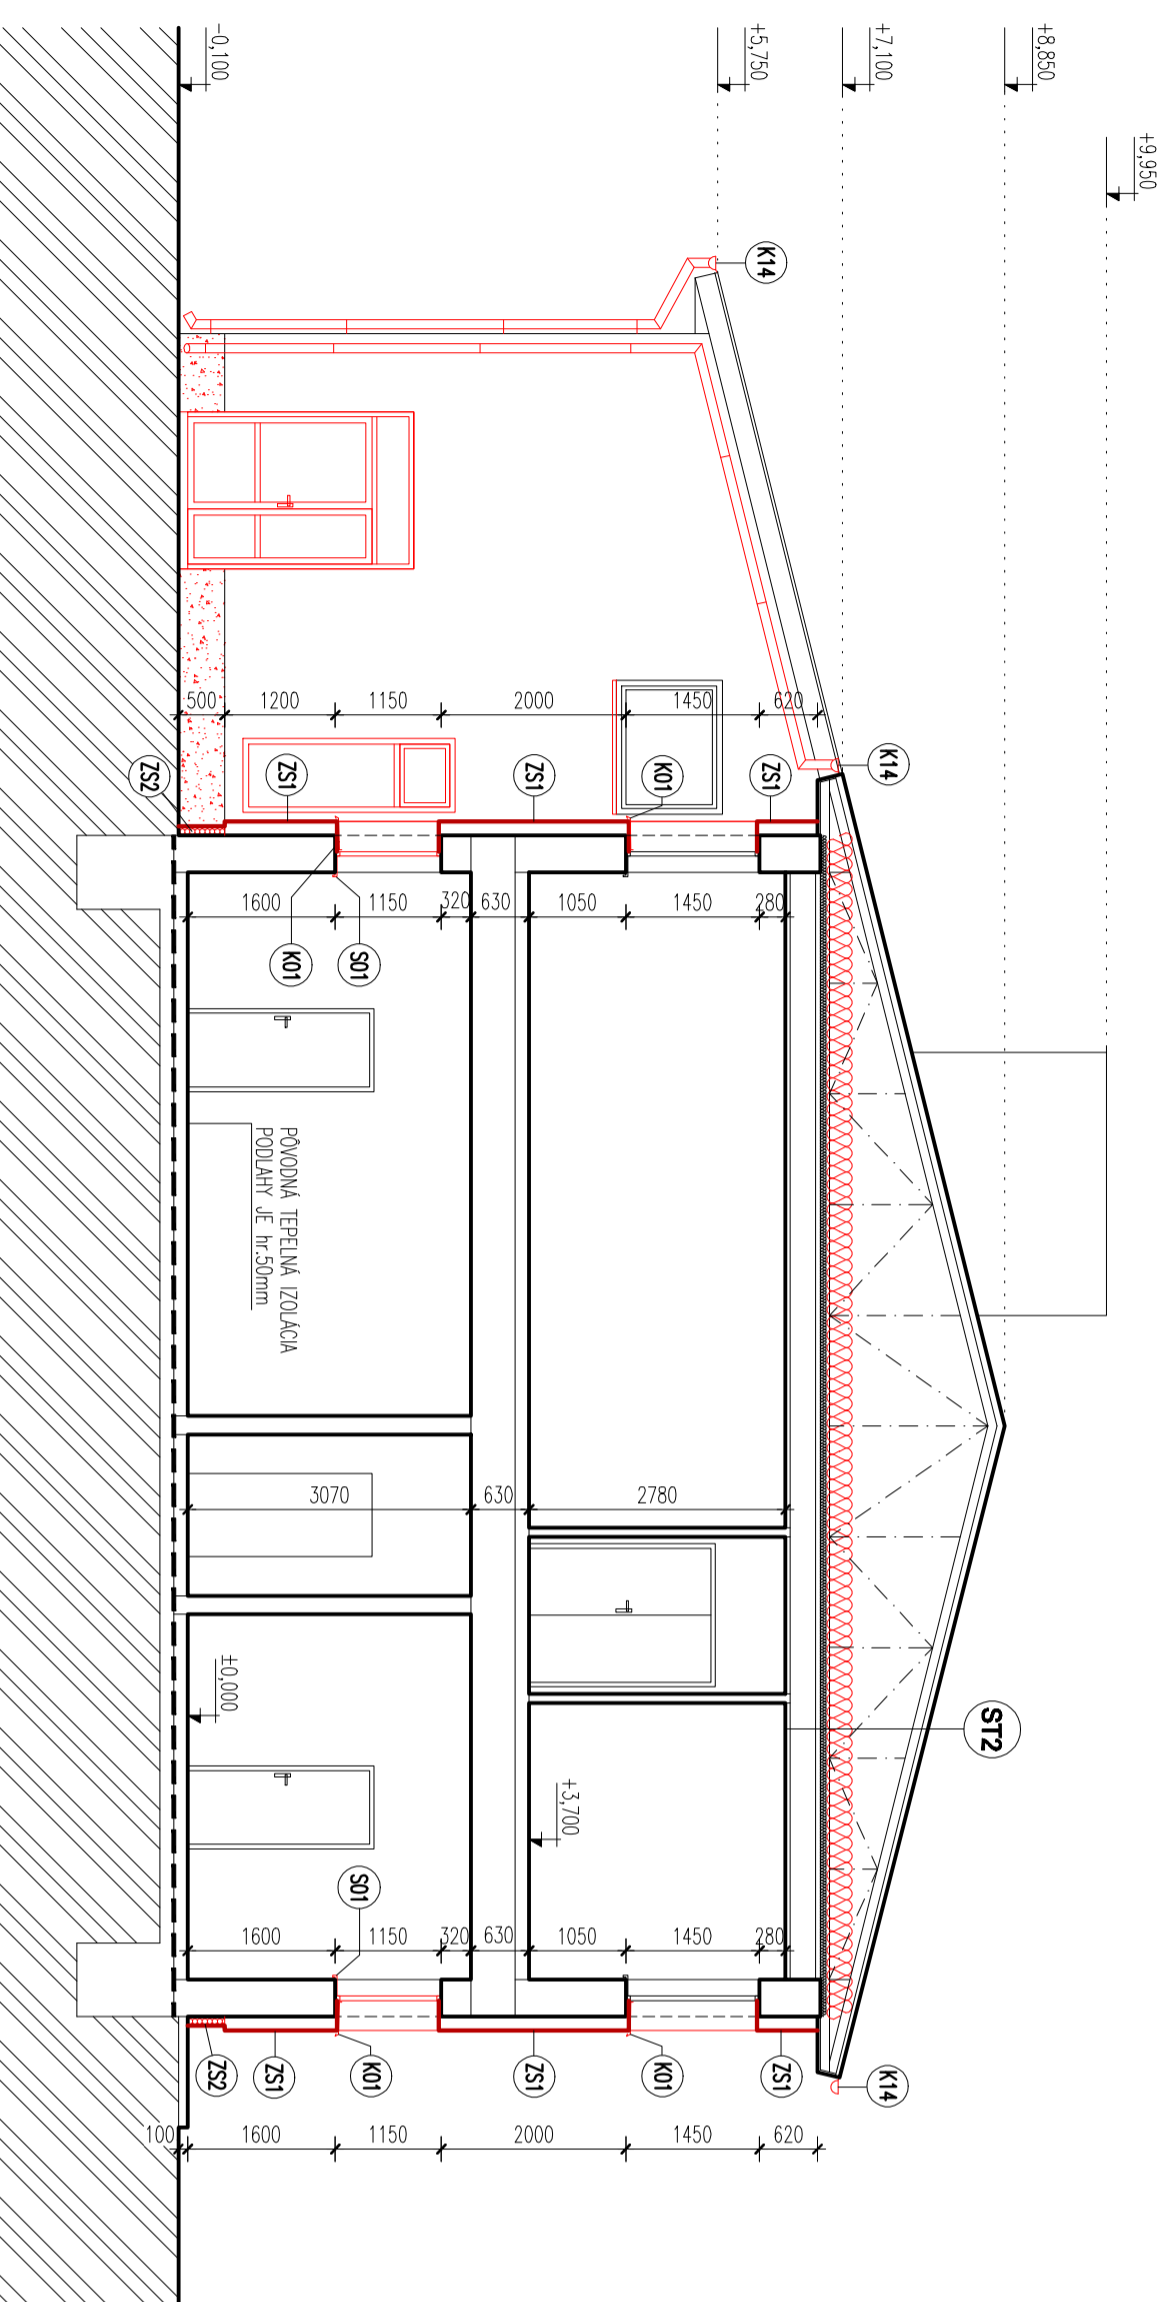 +9,950
+8,850
+7,100
+5,750
-0,100
K14
K14
K14
ST2
ZS1
K01
ZS1
ZS1
ZS2
620
1450
2000
1150
1200
500
280
1450
1050
630
320
1150
1600
S01
K01
PÔVODNÁ TEPELNÁ IZOLÁCIA
PODLAHY JE hr.50mm
2780
630
3070
±0,000
+3,700
S01
280
1450
1050
630
320
1150
1600
ZS1
K01
ZS1
K01
ZS1
ZS2
620
1450
2000
1150
1600
100